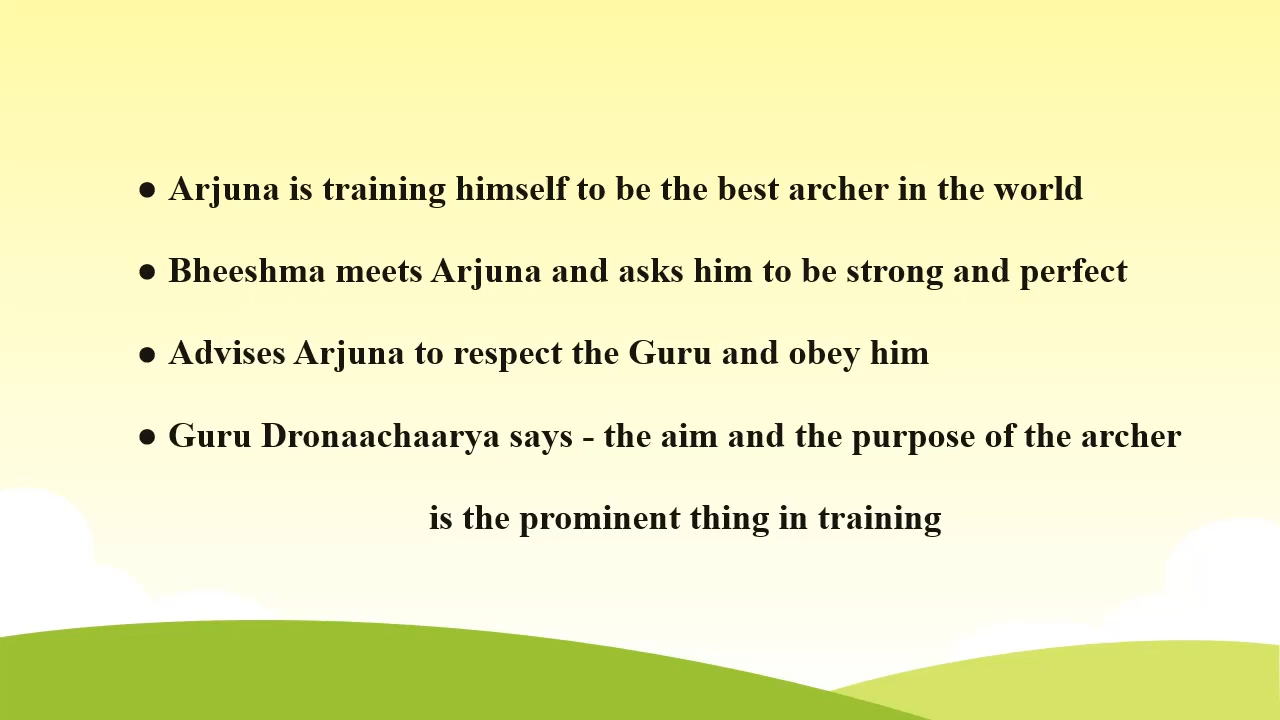 ● Arjuna is training himself to be the best archer in the world
● Bheeshma meets Arjuna and asks him to be strong and perfect
● Advises Arjuna to respect the Guru and obey him
● Guru Dronaachaarya says - the aim and the purpose of the archer
is the prominent thing in training